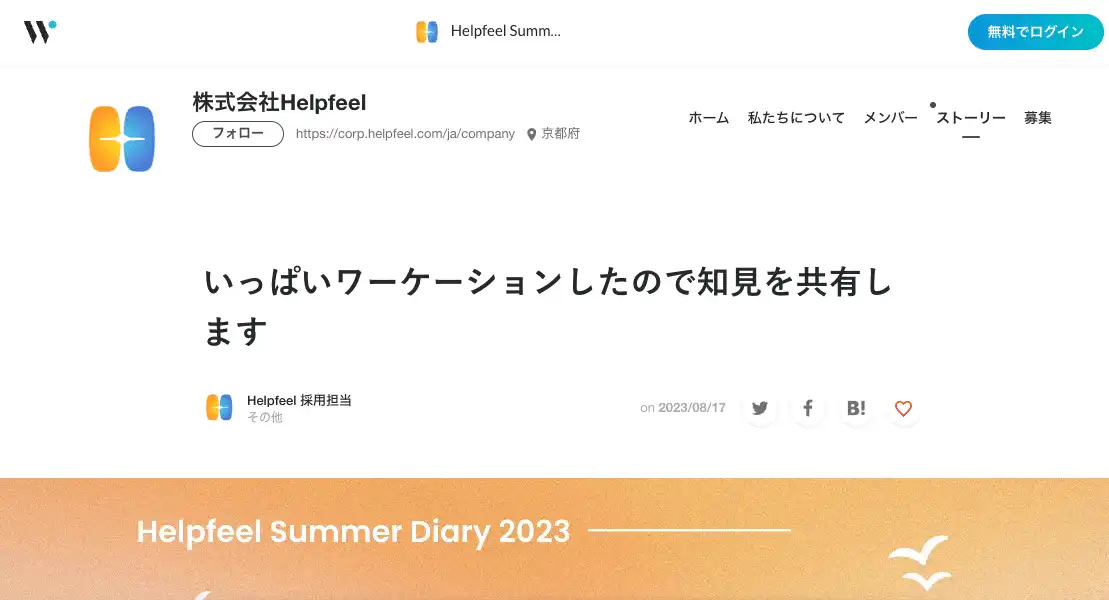 Helpfeel Summ...
無料でログイン
株式会社Helpfeel
フォロー https://corp.helpfeel.com/ja/company 京都府
ホーム 私たちについて メンバー ストーリー 募集
いっぱいワーケーションしたので知見を共有し
ます
Helpfeel 採用担当
その他
on 2023/08/17
B!
Helpfeel Summer Diary 2023